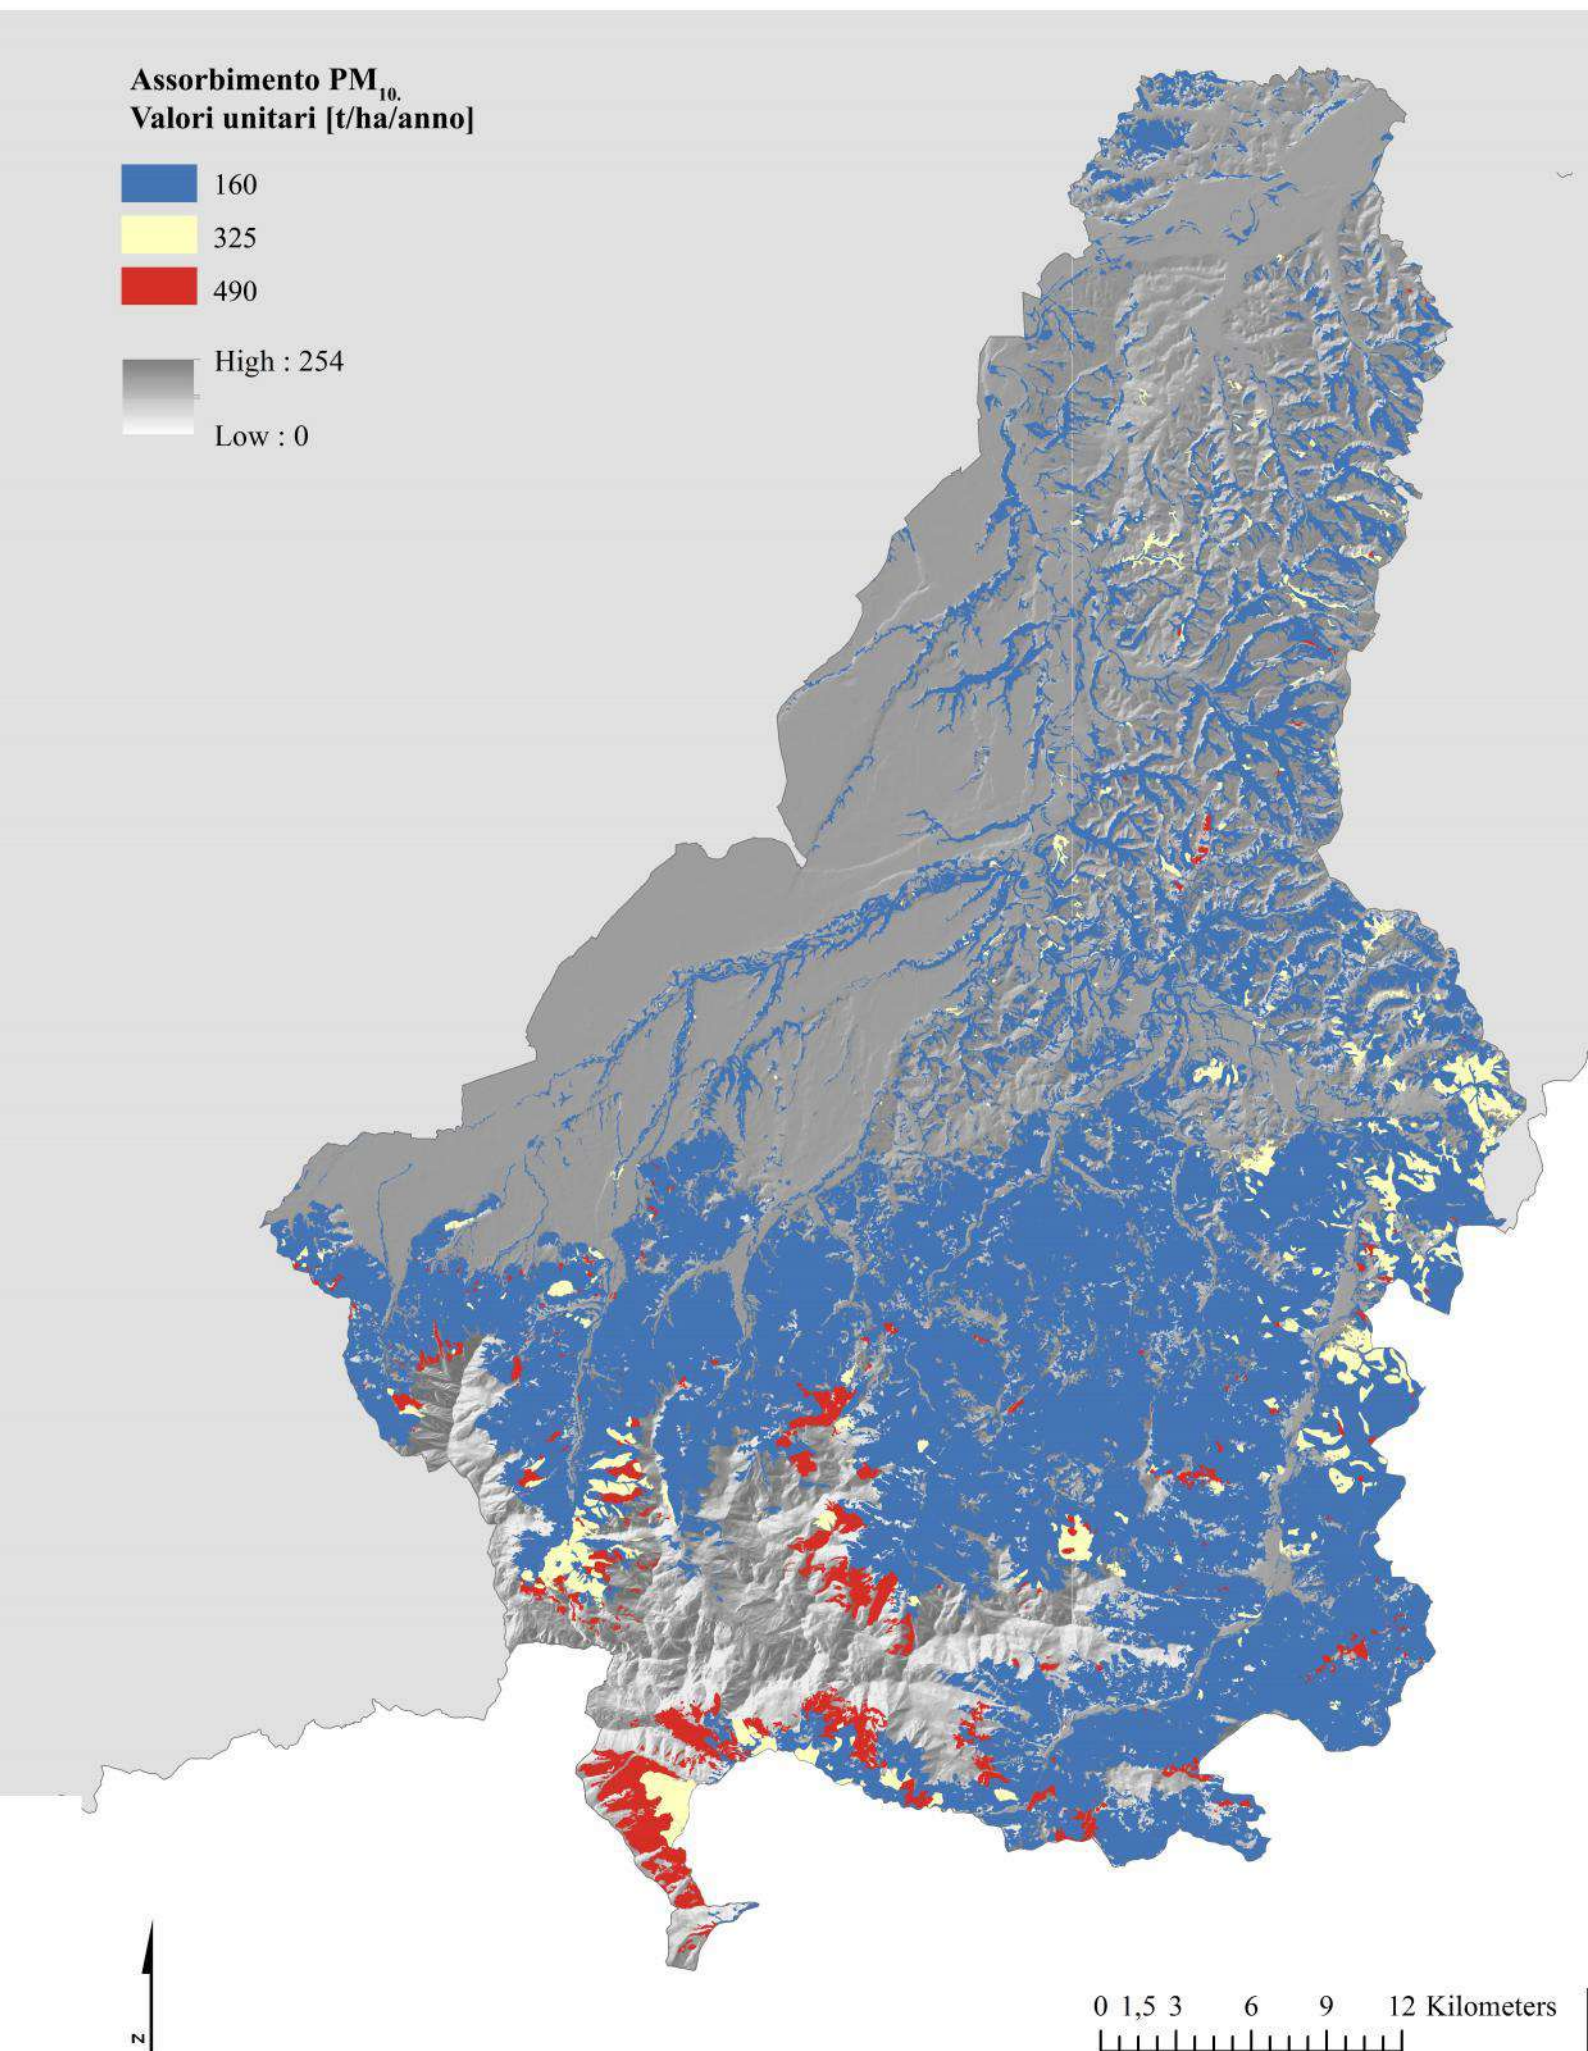 Assorbimento PM10.
Valori unitari [t/ha/anno]
160
325
490
High : 254
Low : 0
0 1,5 3 6 9 12 Kilometers
N